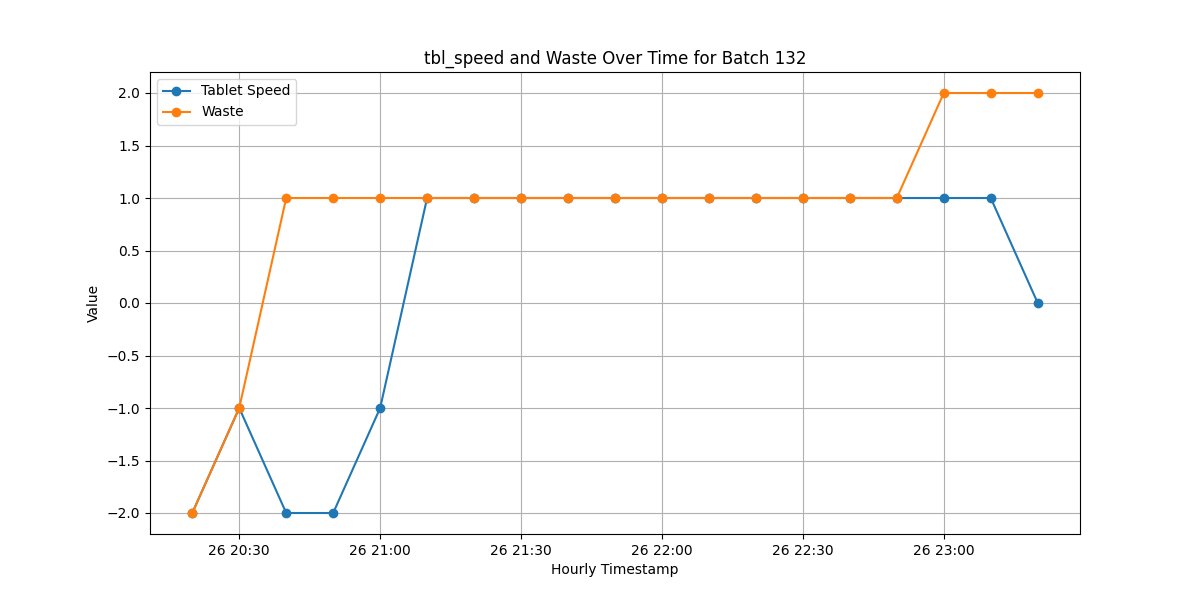 tbl_speed and Waste Over Time for Batch 132
Tablet Speed
Waste
2.0
1.5
1.0
0.5
0.0
−0.5
−1.0
−1.5
−2.0
Value
26 20:30 26 21:00 26 21:30 26 22:00 26 22:30 26 23:00
Hourly Timestamp